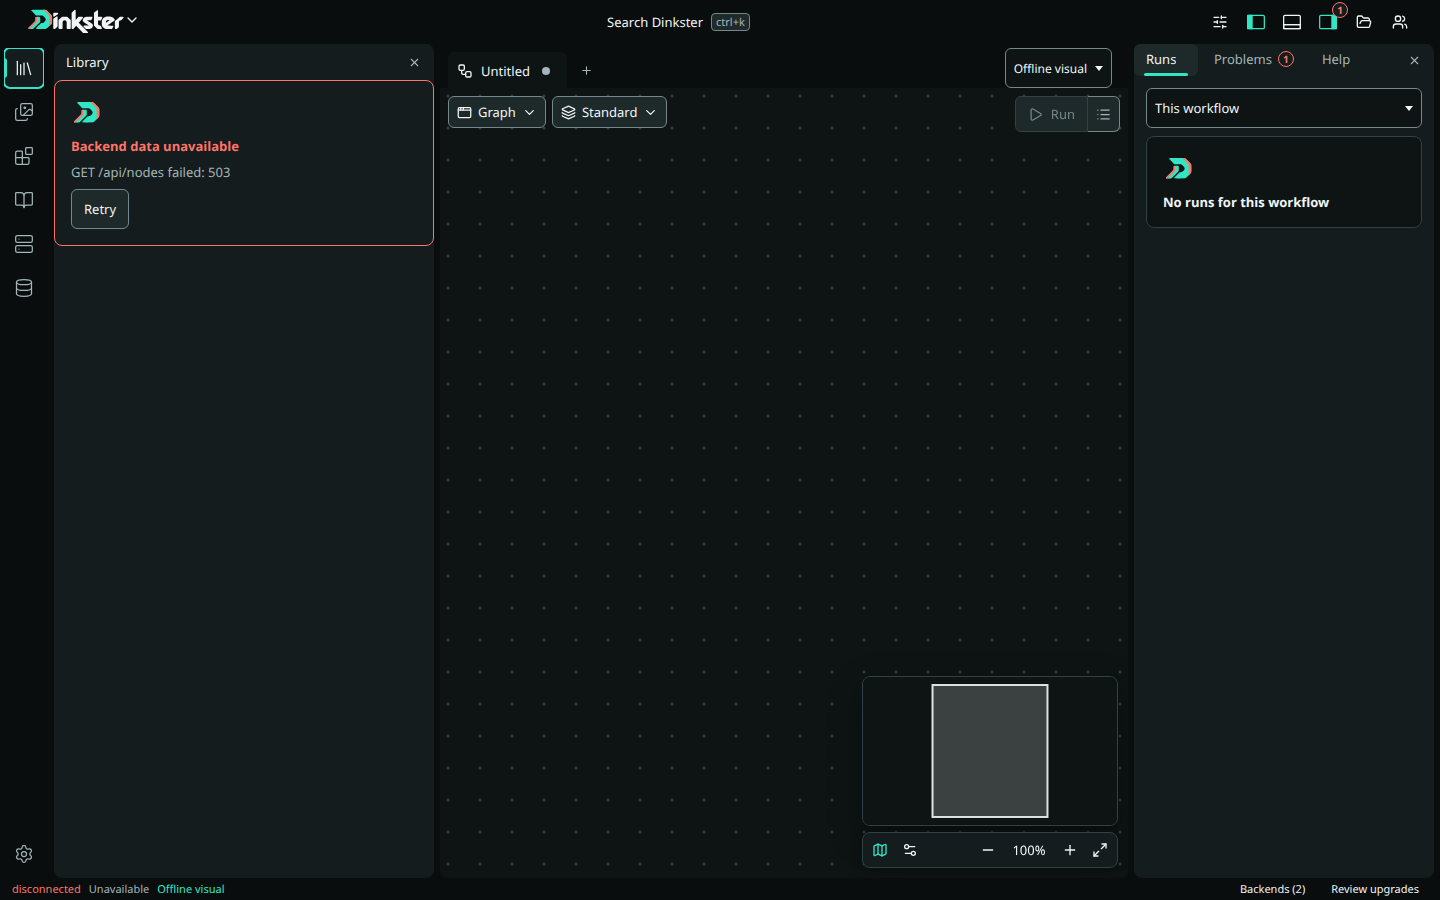 Dinkster
Search Dinkster ctrl+k
1
Library
Backend data unavailable
GET /api/nodes failed: 503
Retry
Untitled
Offline visual
Graph
Standard
Run
100%
Runs
Problems 1
Help
This workflow
No runs for this workflow
disconnected Unavailable Offline visual
Backends (2) Review upgrades